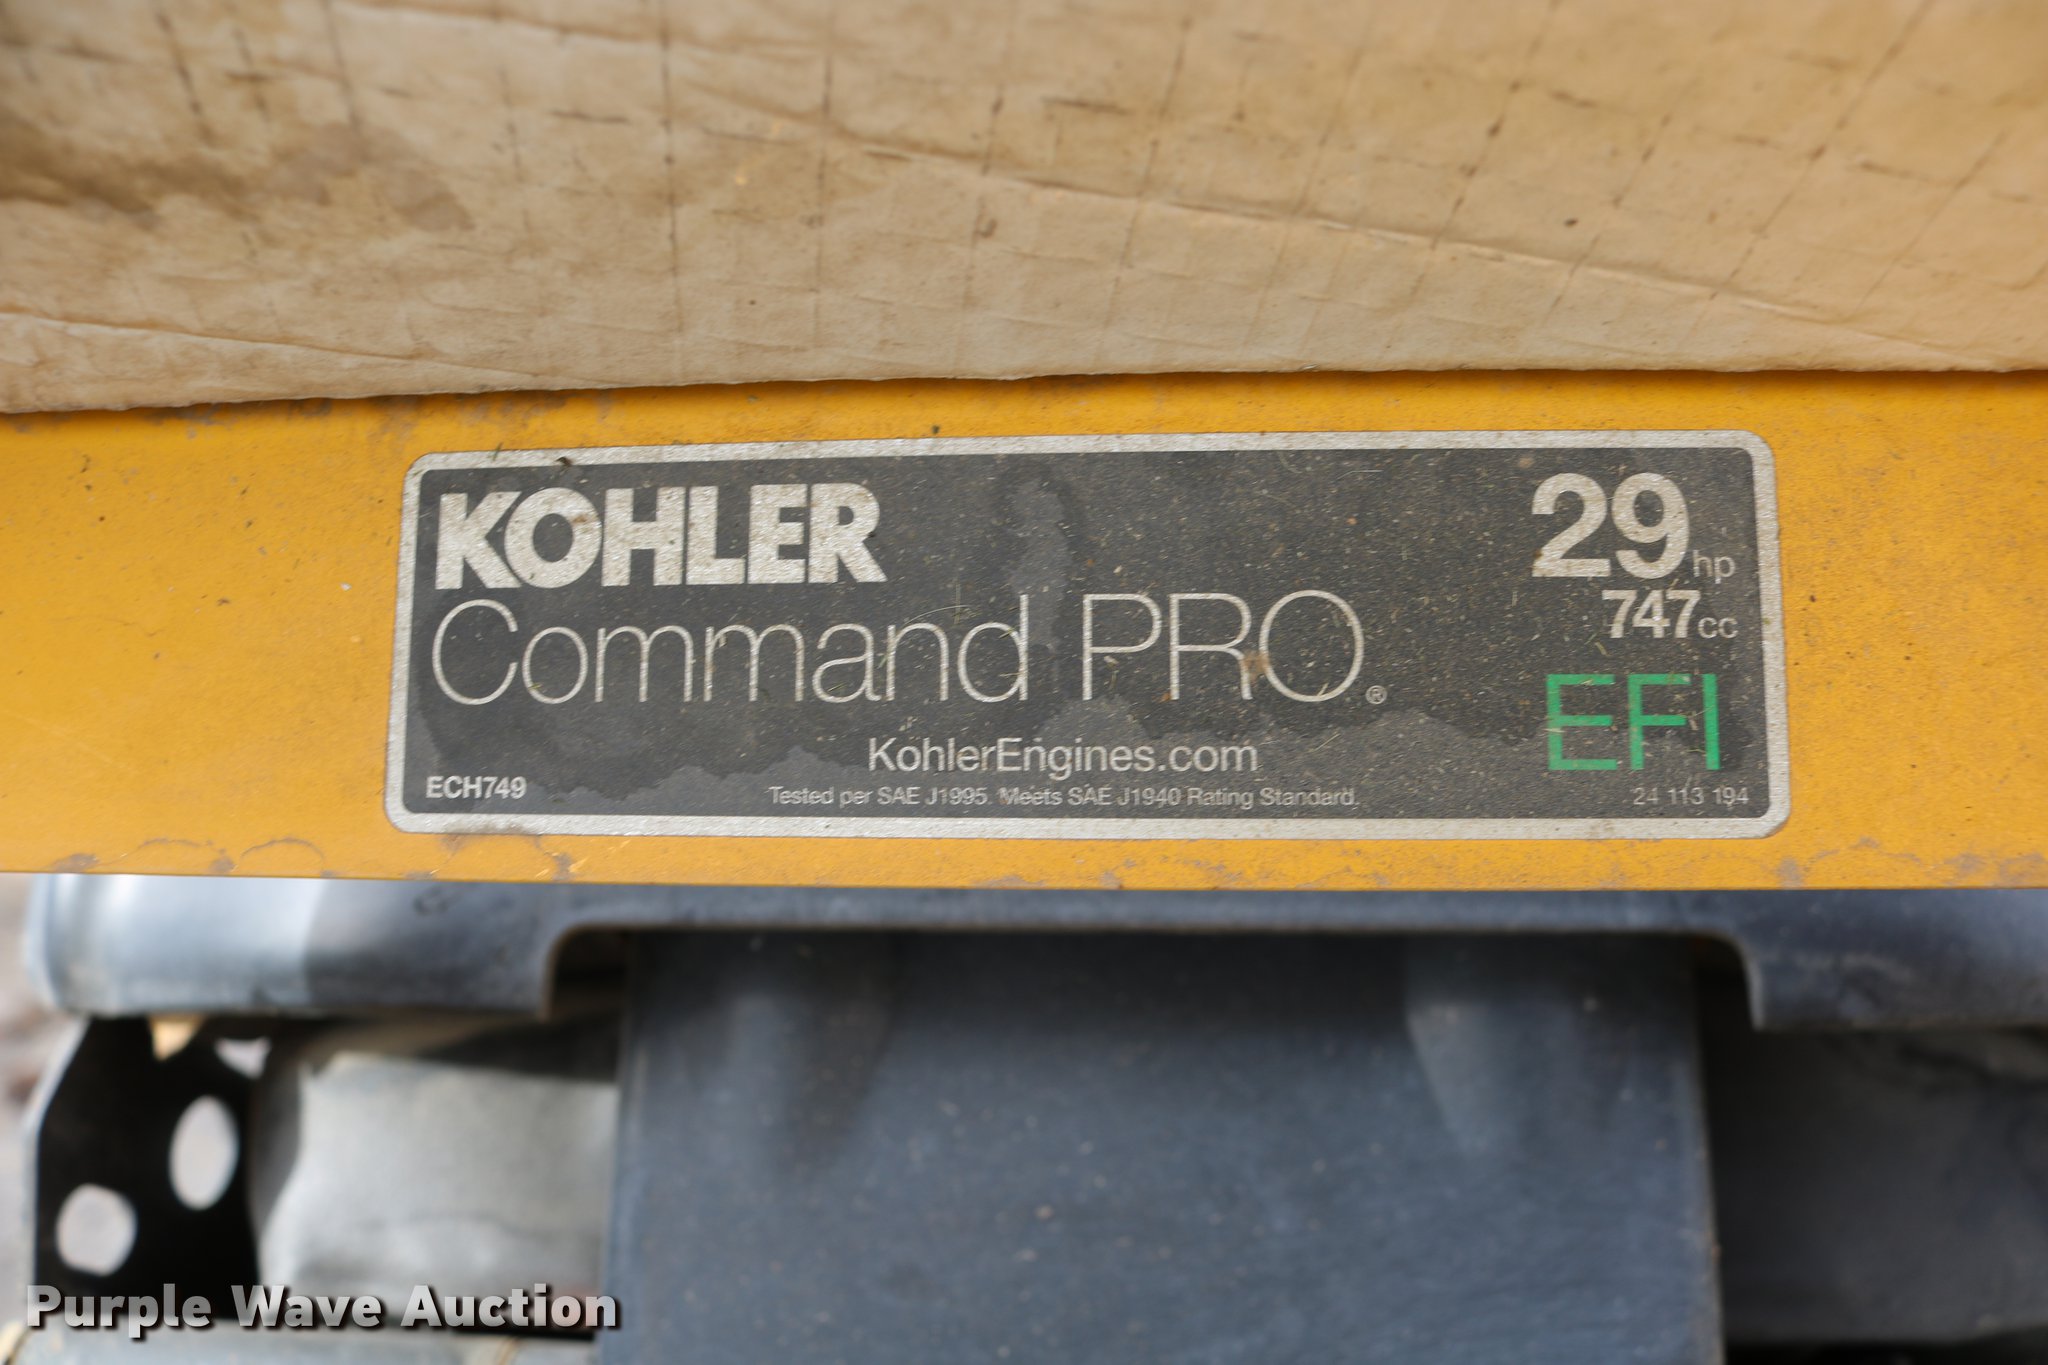 KOHLER
Command PRO®
29 hp
747 cc
EFI
KohlerEngines.com
ECH749
Tested per SAE J1995. Meets SAE J1940 Rating Standard.
24 113 194
Purple Wave Auction